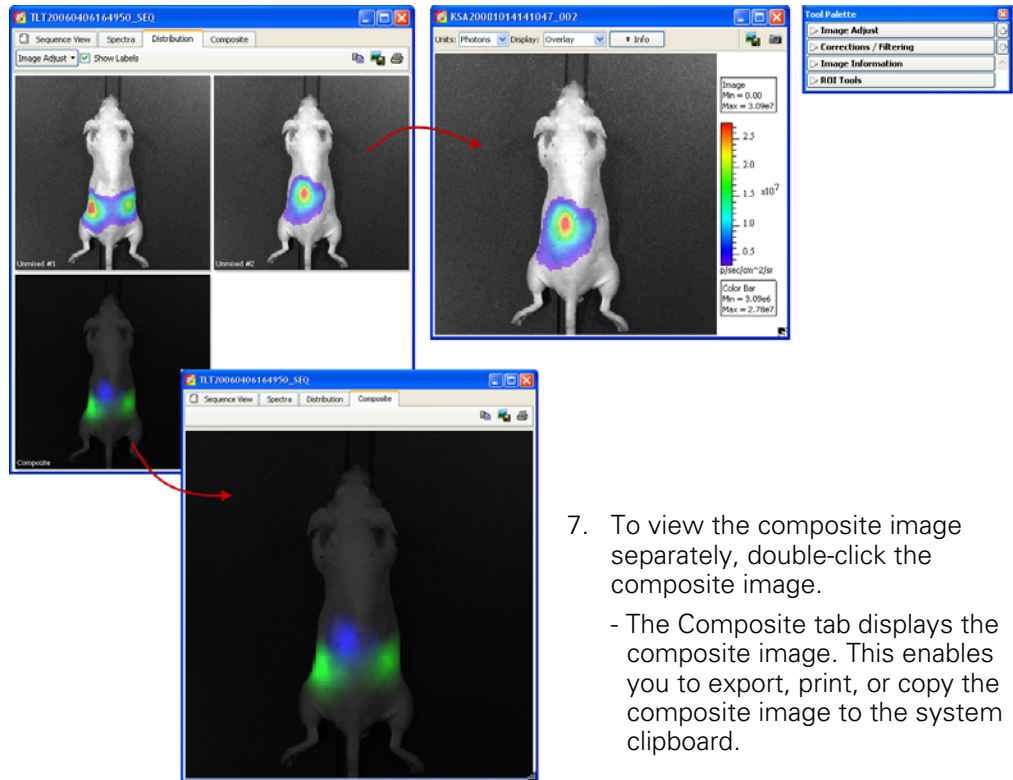 TLT20060406164950_SEQ
Sequence View Spectra Distribution Composite
Image Adjust Show Labels
Unmixed #1
Unmixed #2
Composite
KSA20081014141047_002
Units: Photons Display: Overlay Info
Image
Min = 0.00
Max = 3.09e7
2.5
2.0
1.5 x10^7
1.0
0.5
p/sec/cm^2/sr
Color Bar
Min = 3.09e6
Max = 2.78e7
Tool Palette
Image Adjust
Corrections / Filtering
Image Information
ROI Tools
TLT20060406164950_SEQ
Sequence View Spectra Distribution Composite
7. To view the composite image
separately, double-click the
composite image.
- The Composite tab displays the
composite image. This enables
you to export, print, or copy the
composite image to the system
clipboard.